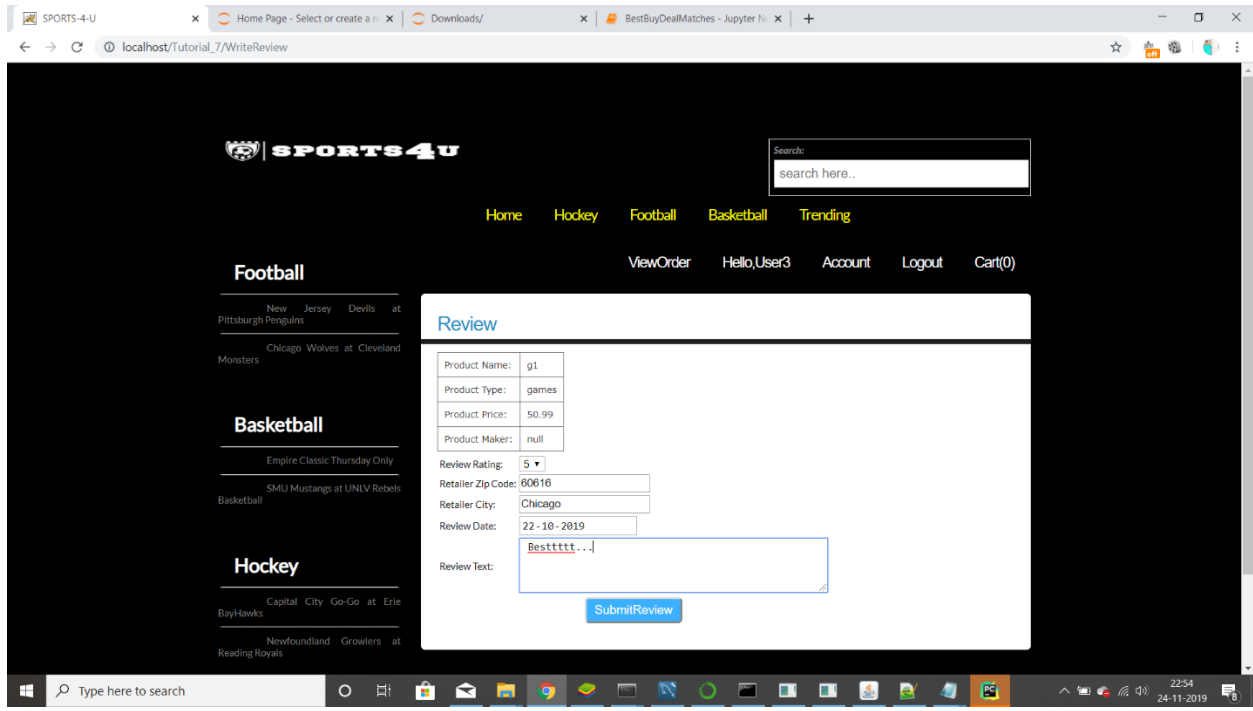 SPORTS-4-U
Home Page - Select or create a n
Downloads/
BestBuyDealMatches - Jupyter No
localhost/Tutorial_7/WriteReview
off
SPORTS4U
Search:
search here..
Home Hockey Football Basketball Trending
ViewOrder Hello,User3 Account Logout Cart(0)
Football
New Jersey Devils at
Pittsburgh Penguins
Chicago Wolves at Cleveland
Monsters
Basketball
Empire Classic Thursday Only
SMU Mustangs at UNLV Rebels
Basketball
Hockey
Capital City Go-Go at Erie
BayHawks
Newfoundland Growlers at
Reading Royals
Review
Product Name: g1
Product Type: games
Product Price: 50.99
Product Maker: null
Review Rating: 5
Retailer Zip Code: 60616
Retailer City: Chicago
Review Date: 22-10-2019
Review Text: Besttttt...
SubmitReview
Type here to search
PC
22:54
24-11-2019
8